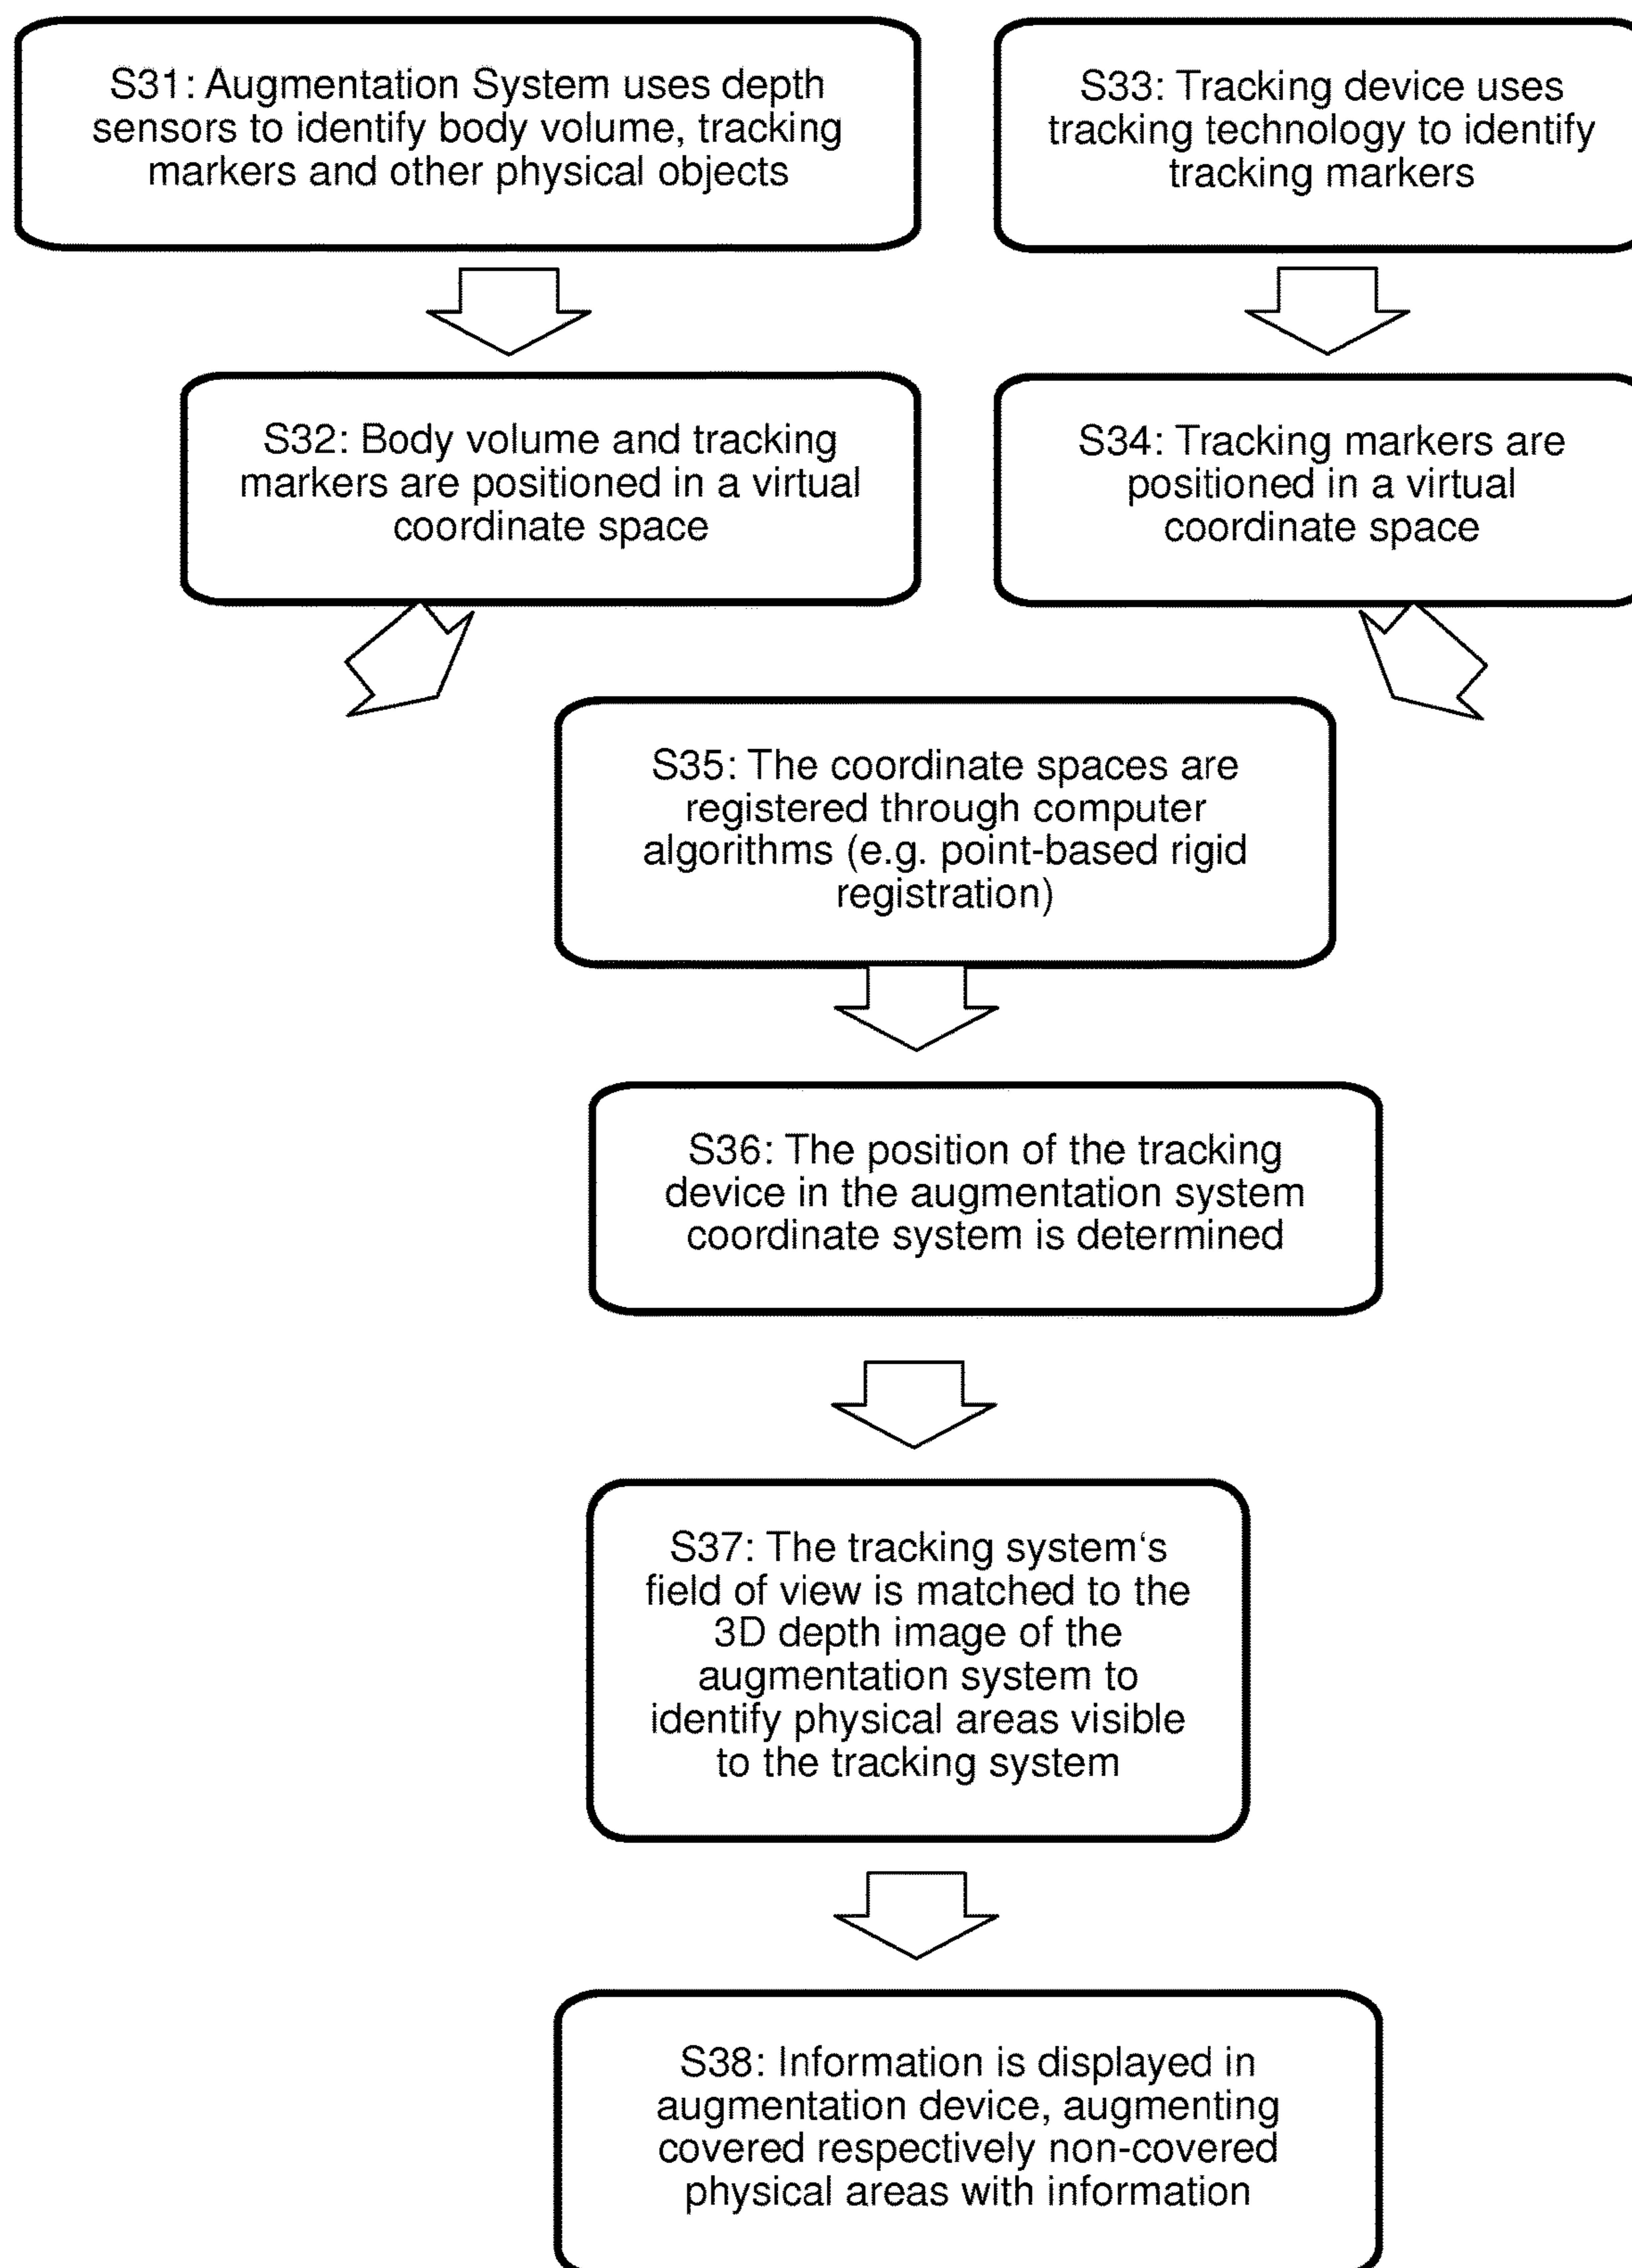 S31: Augmentation System uses depth
sensors to identify body volume, tracking
markers and other physical objects
S33: Tracking device uses
tracking technology to identify
tracking markers
S32: Body volume and tracking
markers are positioned in a virtual
coordinate space
S34: Tracking markers are
positioned in a virtual
coordinate space
S35: The coordinate spaces are
registered through computer
algorithms (e.g. point-based rigid
registration)
S36: The position of the tracking
device in the augmentation system
coordinate system is determined
S37: The tracking system‘s
field of view is matched to the
3D depth image of the
augmentation system to
identify physical areas visible
to the tracking system
S38: Information is displayed in
augmentation device, augmenting
covered respectively non-covered
physical areas with information